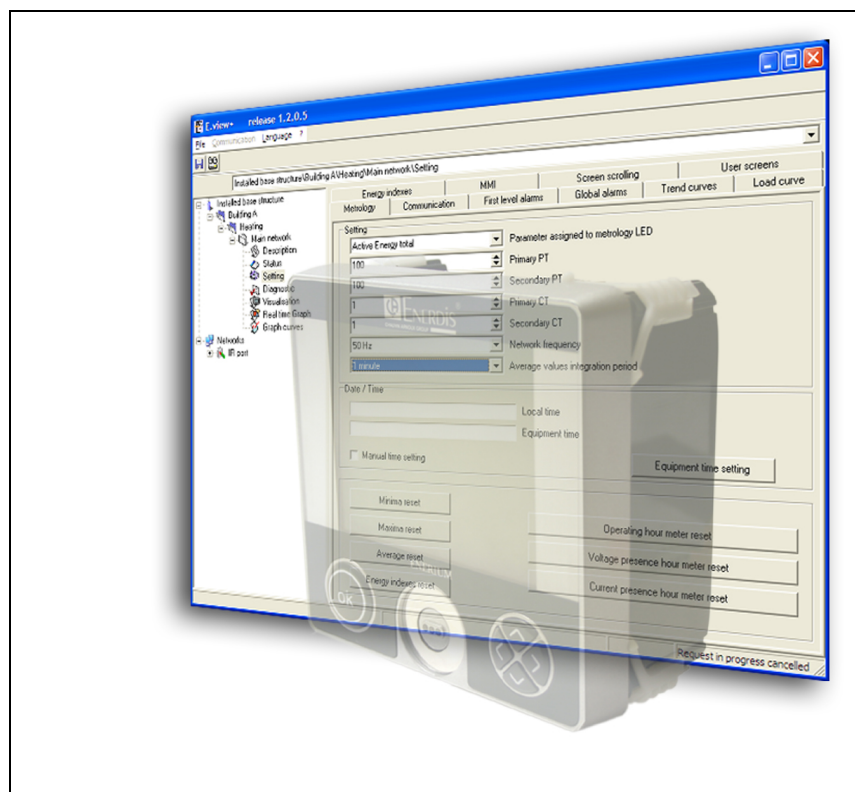 E.view+ release 1.2.0.5
File Communication Language ?
Installed base structure\Building A\Heating\Main network\Setting
Installed base structure
Building A
Heating
Main network
Description
Status
Setting
Diagnostic
Visualisation
Real time Graph
Graph curves
Networks
IR port
Energy indexes MMI Screen scrolling User screens
Metrology Communication First level alarms Global alarms Trend curves Load curve
Setting
Active Energy total Parameter assigned to metrology LED
100 Primary PT
100 Secondary PT
1 Primary CT
1 Secondary CT
50 Hz Network frequency
1 minute Average values integration period
ENERDIS®
Date / Time
Local time
Equipment time
Manual time setting
Equipment time setting
Minima reset
Maxima reset
Average reset
Energy indexes reset
Operating hour meter reset
Voltage presence hour meter reset
Current presence hour meter reset
OK
Request in progress cancelled